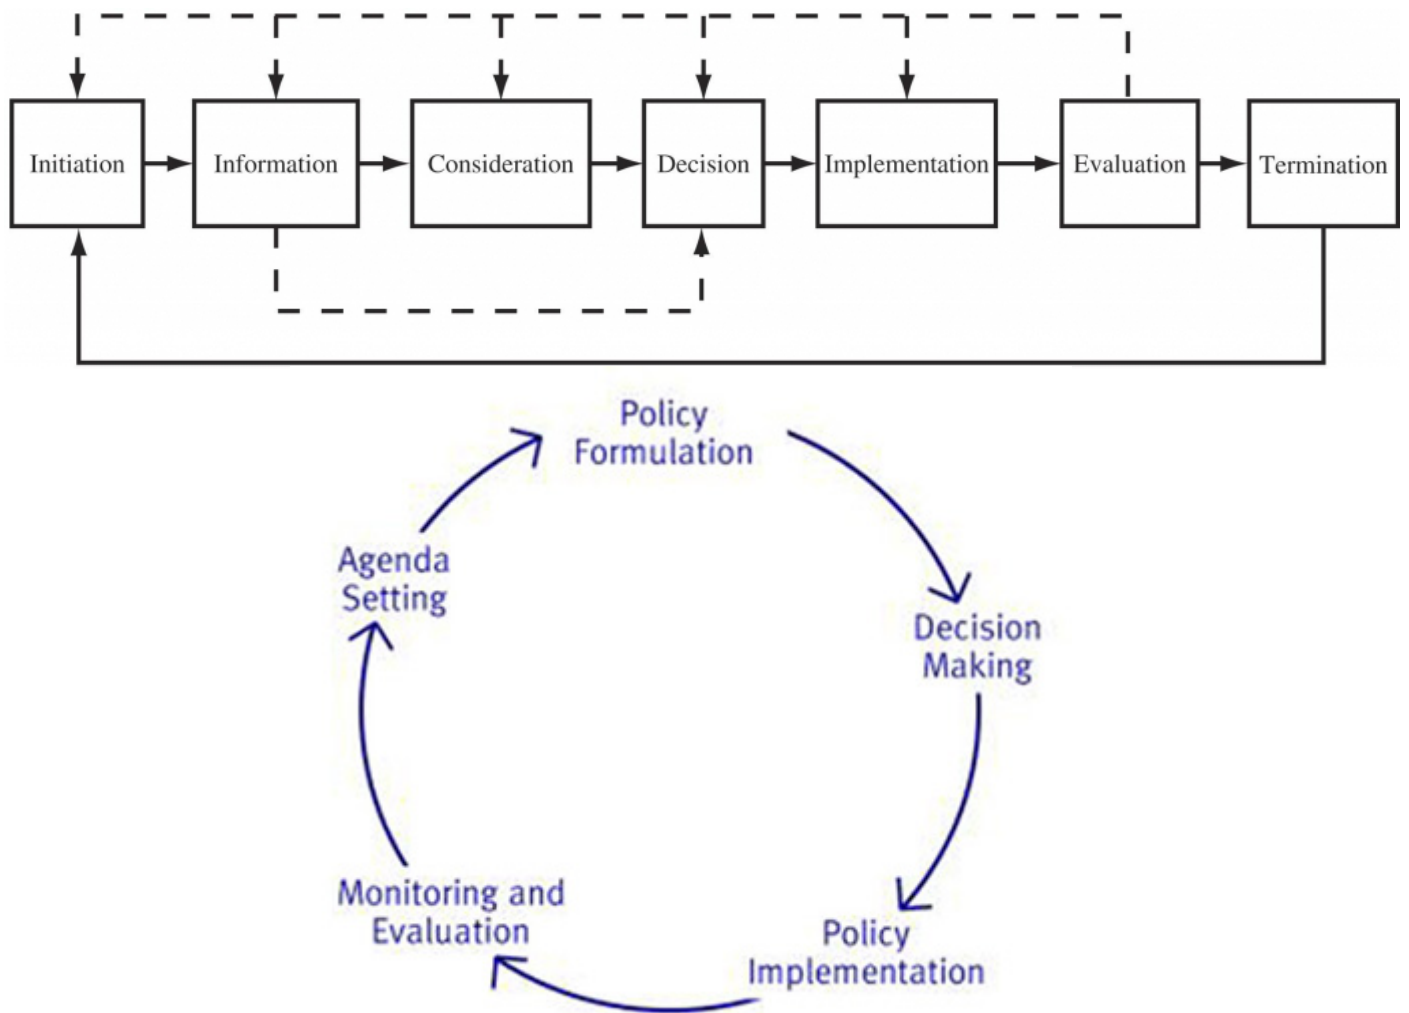 Initiation
Information
Consideration
Decision
Implementation
Evaluation
Termination
Policy
Formulation
Agenda
Setting
Decision
Making
Monitoring and
Evaluation
Policy
Implementation